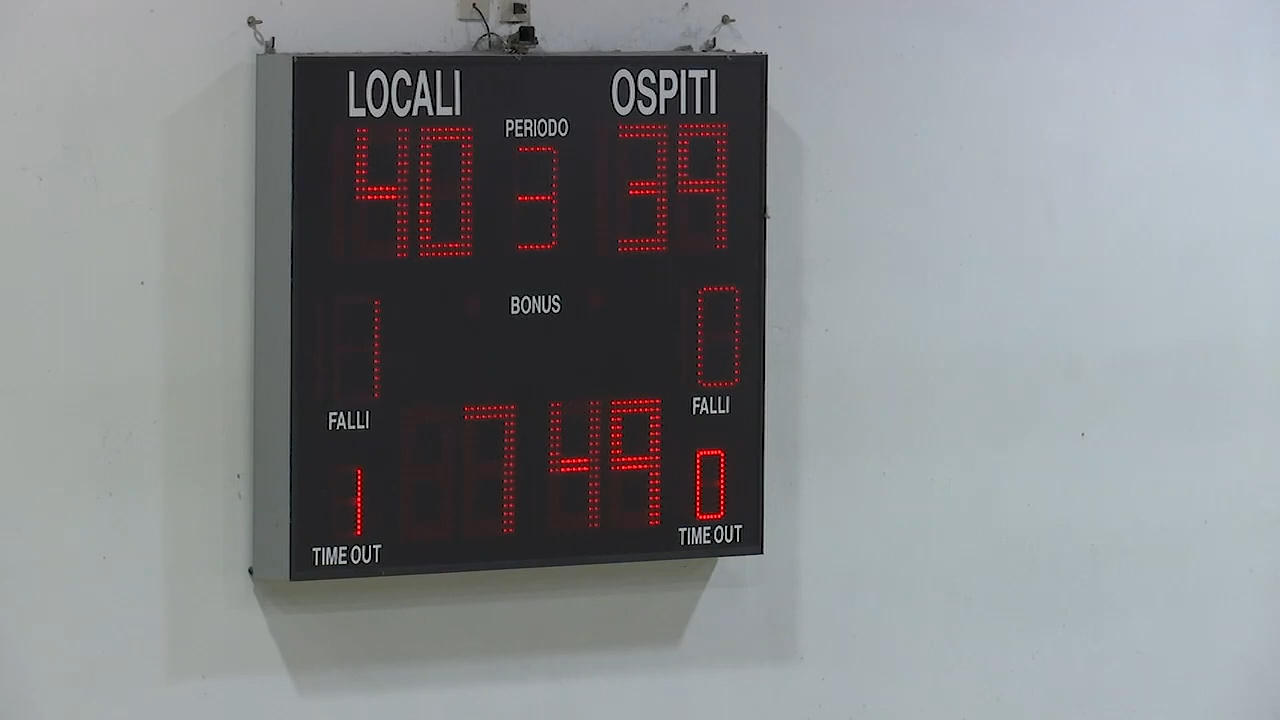 LOCALI OSPITI
PERIODO
40 3 39
BONUS
1 0
FALLI FALLI
7 49
1 0
TIME OUT TIME OUT